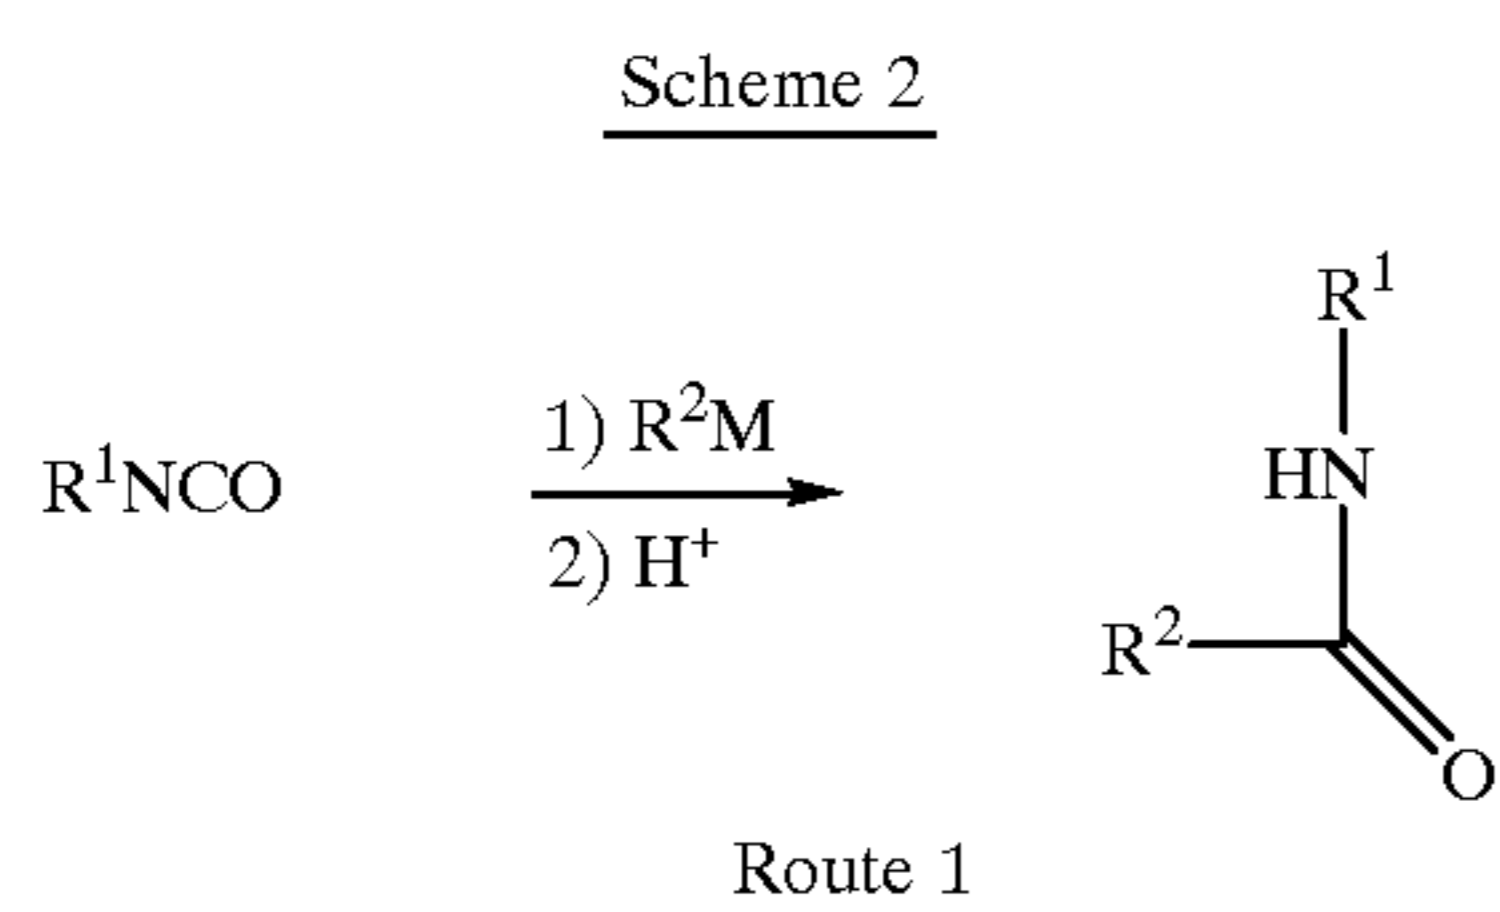 Scheme 2
R¹
1) R²M
R¹NCO
HN
2) H⁺
R²
O
Route 1